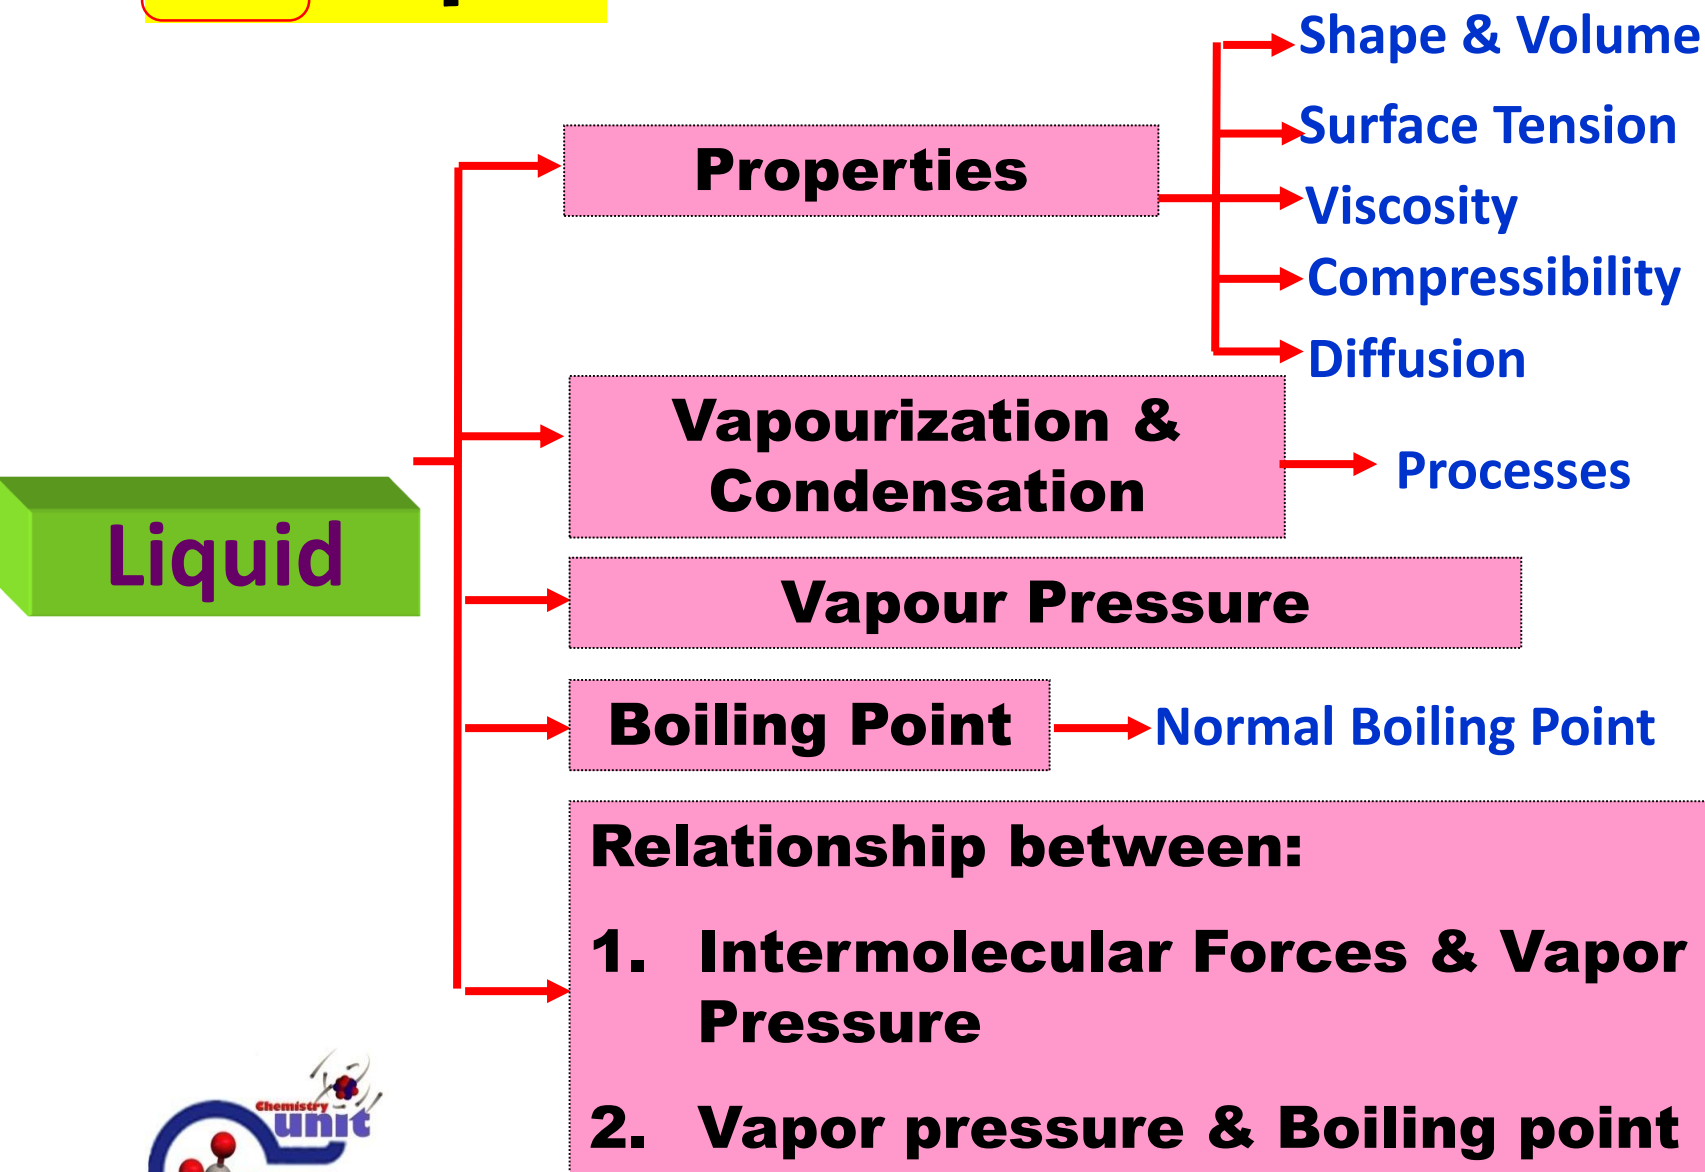 Shape & Volume
Surface Tension
Properties
Viscosity
Compressibility
Diffusion
Vapourization &
Condensation
Processes
Liquid
Vapour Pressure
Boiling Point
Normal Boiling Point
Relationship between:
1. Intermolecular Forces & Vapor
Pressure
2. Vapor pressure & Boiling point
Chemistry
unit